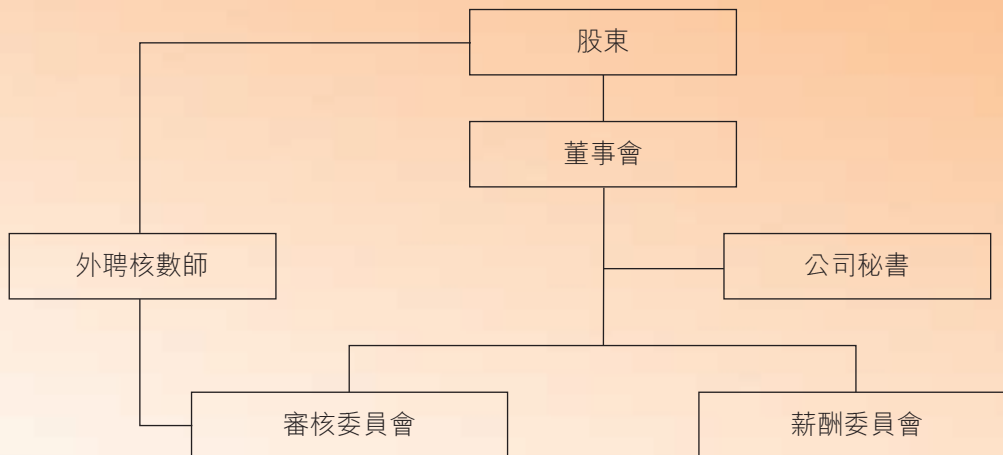 股東
董事會
外聘核數師
公司秘書
審核委員會
薪酬委員會